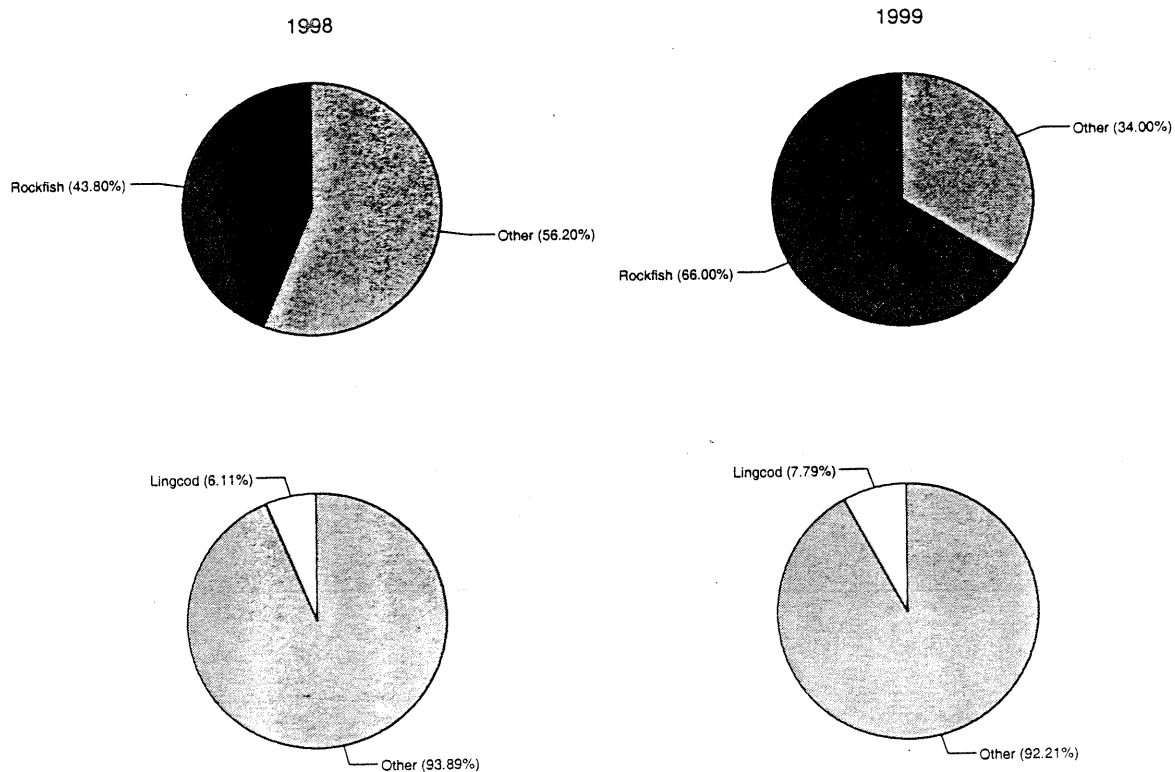 1998
1999
Rockfish (43.80%)
Other (56.20%)
Other (34.00%)
Rockfish (66.00%)
Lingcod (6.11%)
Other (93.89%)
Lingcod (7.79%)
Other (92.21%)